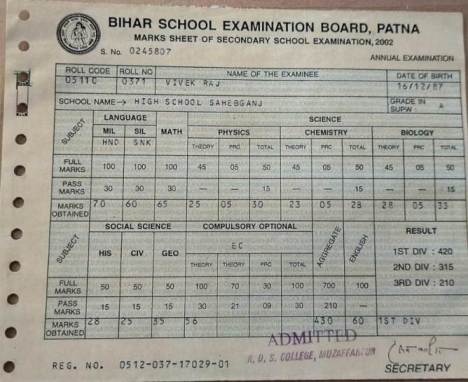 BIHAR SCHOOL EXAMINATION BOARD, PATNA
MARKS SHEET OF SECONDARY SCHOOL EXAMINATION, 2002
S. No. 0245807
ANNUAL EXAMINATION
ROLL CODE ROLL NO NAME OF THE EXAMINEE DATE OF BIRTH
0511C 0371 VIVEK RAJ 16/12/87
SCHOOL NAME → HIGH SCHOOL SAHEBGANJ GRADE IN SUPW - A
SUBJECT LANGUAGE SCIENCE
MIL SIL MATH PHYSICS CHEMISTRY BIOLOGY
HND SNK THEORY PRC TOTAL THEORY PRC TOTAL THEORY PRC TOTAL
FULL MARKS 100 100 100 45 05 50 45 05 50 45 05 50
PASS MARKS 30 30 30 — — 15 — — 15 — — 15
MARKS OBTAINED 70 60 65 25 05 30 23 05 28 28 05 33
SUBJECT SOCIAL SCIENCE COMPULSORY OPTIONAL AGGREGATE ENGLISH RESULT
HIS CIV GEO EC
THEORY THEORY PRC TOTAL
1ST DIV : 420
2ND DIV : 315
3RD DIV : 210
FULL MARKS 50 50 50 100 70 30 100 700 100
PASS MARKS 15 15 15 30 21 09 30 210 —
MARKS OBTAINED 28 25 35 56 430 60 1ST DIV
ADMITTED
R. D. S. COLLEGE, MUZAFFARPUR
REG. NO. 0512-037-17029-01
SECRETARY